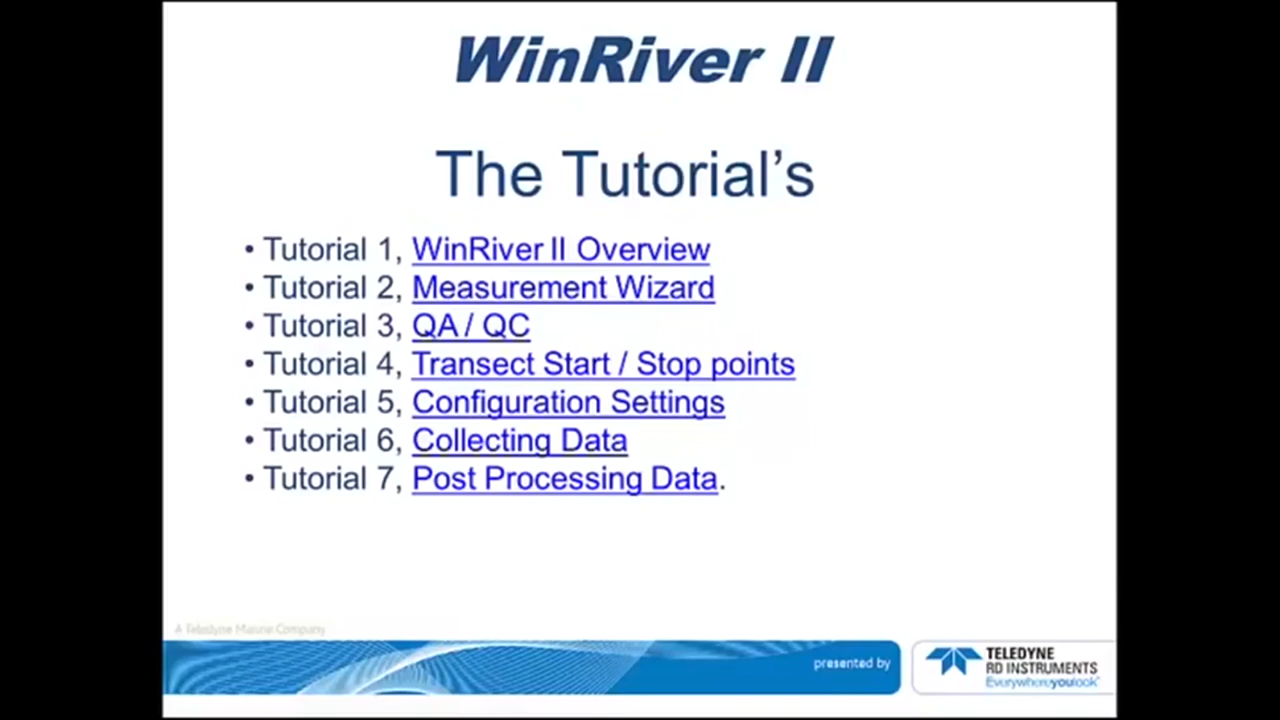 WinRiver II
The Tutorial's
• Tutorial 1, WinRiver II Overview
• Tutorial 2, Measurement Wizard
• Tutorial 3, QA / QC
• Tutorial 4, Transect Start / Stop points
• Tutorial 5, Configuration Settings
• Tutorial 6, Collecting Data
• Tutorial 7, Post Processing Data.
A Teledyne Marine Company
presented by
TELEDYNE
RD INSTRUMENTS
Everywhereyoulook™